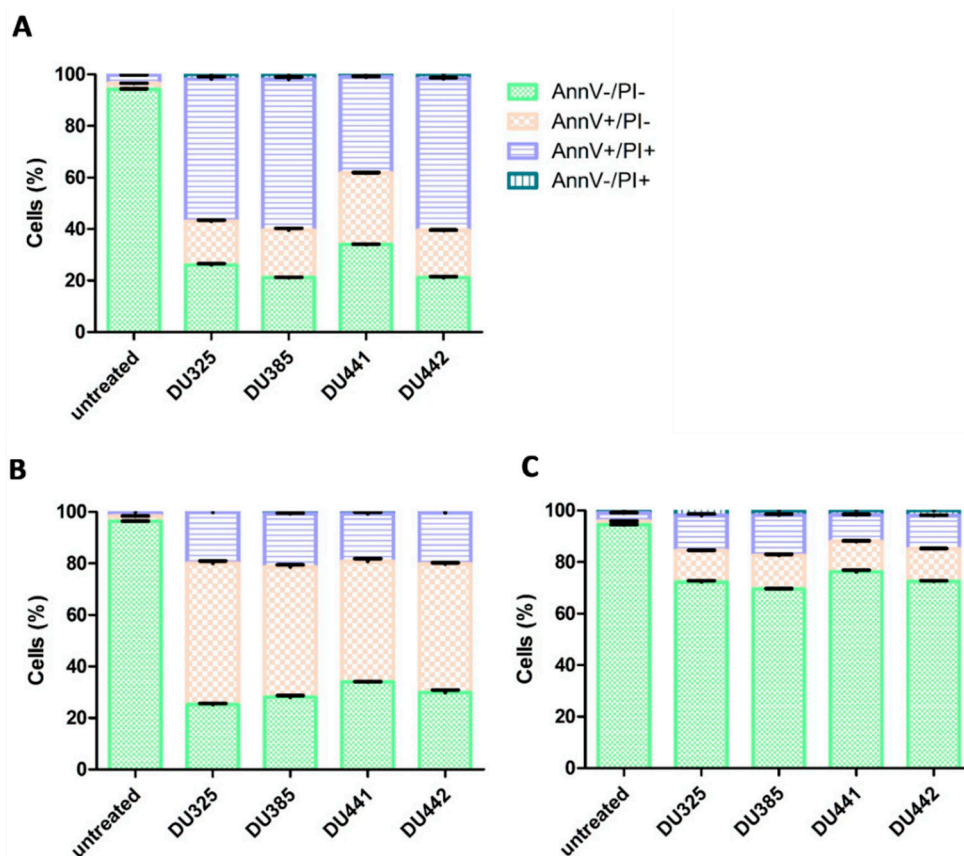 A
100
80
60
40
20
0
Cells (%)
untreated
DU325
DU385
DU441
DU442
AnnV-/PI-
AnnV+/PI-
AnnV+/PI+
AnnV-/PI+
B
100
80
60
40
20
0
Cells (%)
untreated
DU325
DU385
DU441
DU442
C
100
80
60
40
20
0
Cells (%)
untreated
DU325
DU385
DU441
DU442